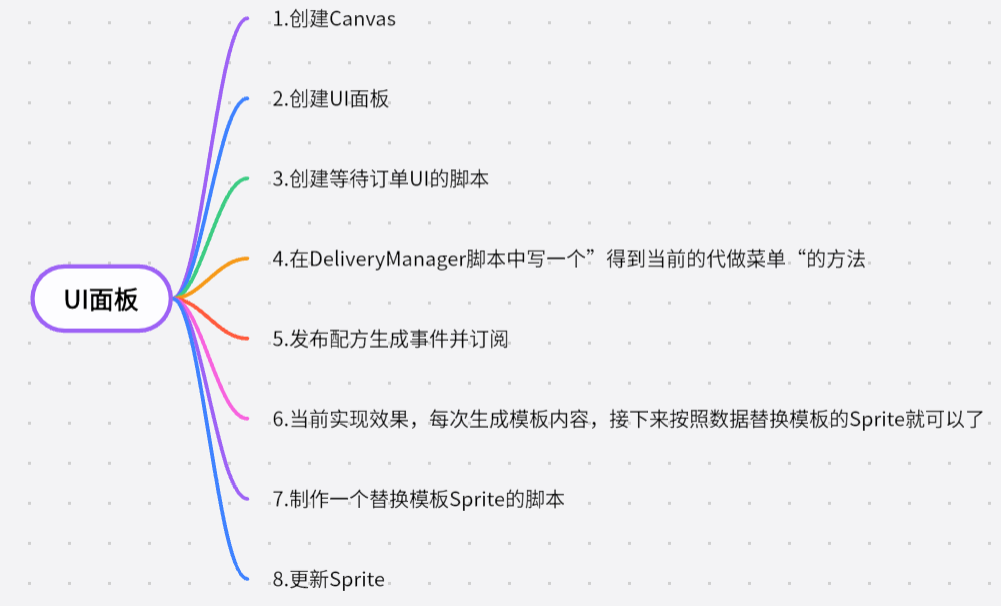 1.创建Canvas
2.创建UI面板
3.创建等待订单UI的脚本
4.在DeliveryManager脚本中写一个”得到当前的代做菜单“的方法
UI面板
5.发布配方生成事件并订阅
6.当前实现效果，每次生成模板内容，接下来按照数据替换模板的Sprite就可以了
7.制作一个替换模板Sprite的脚本
8.更新Sprite